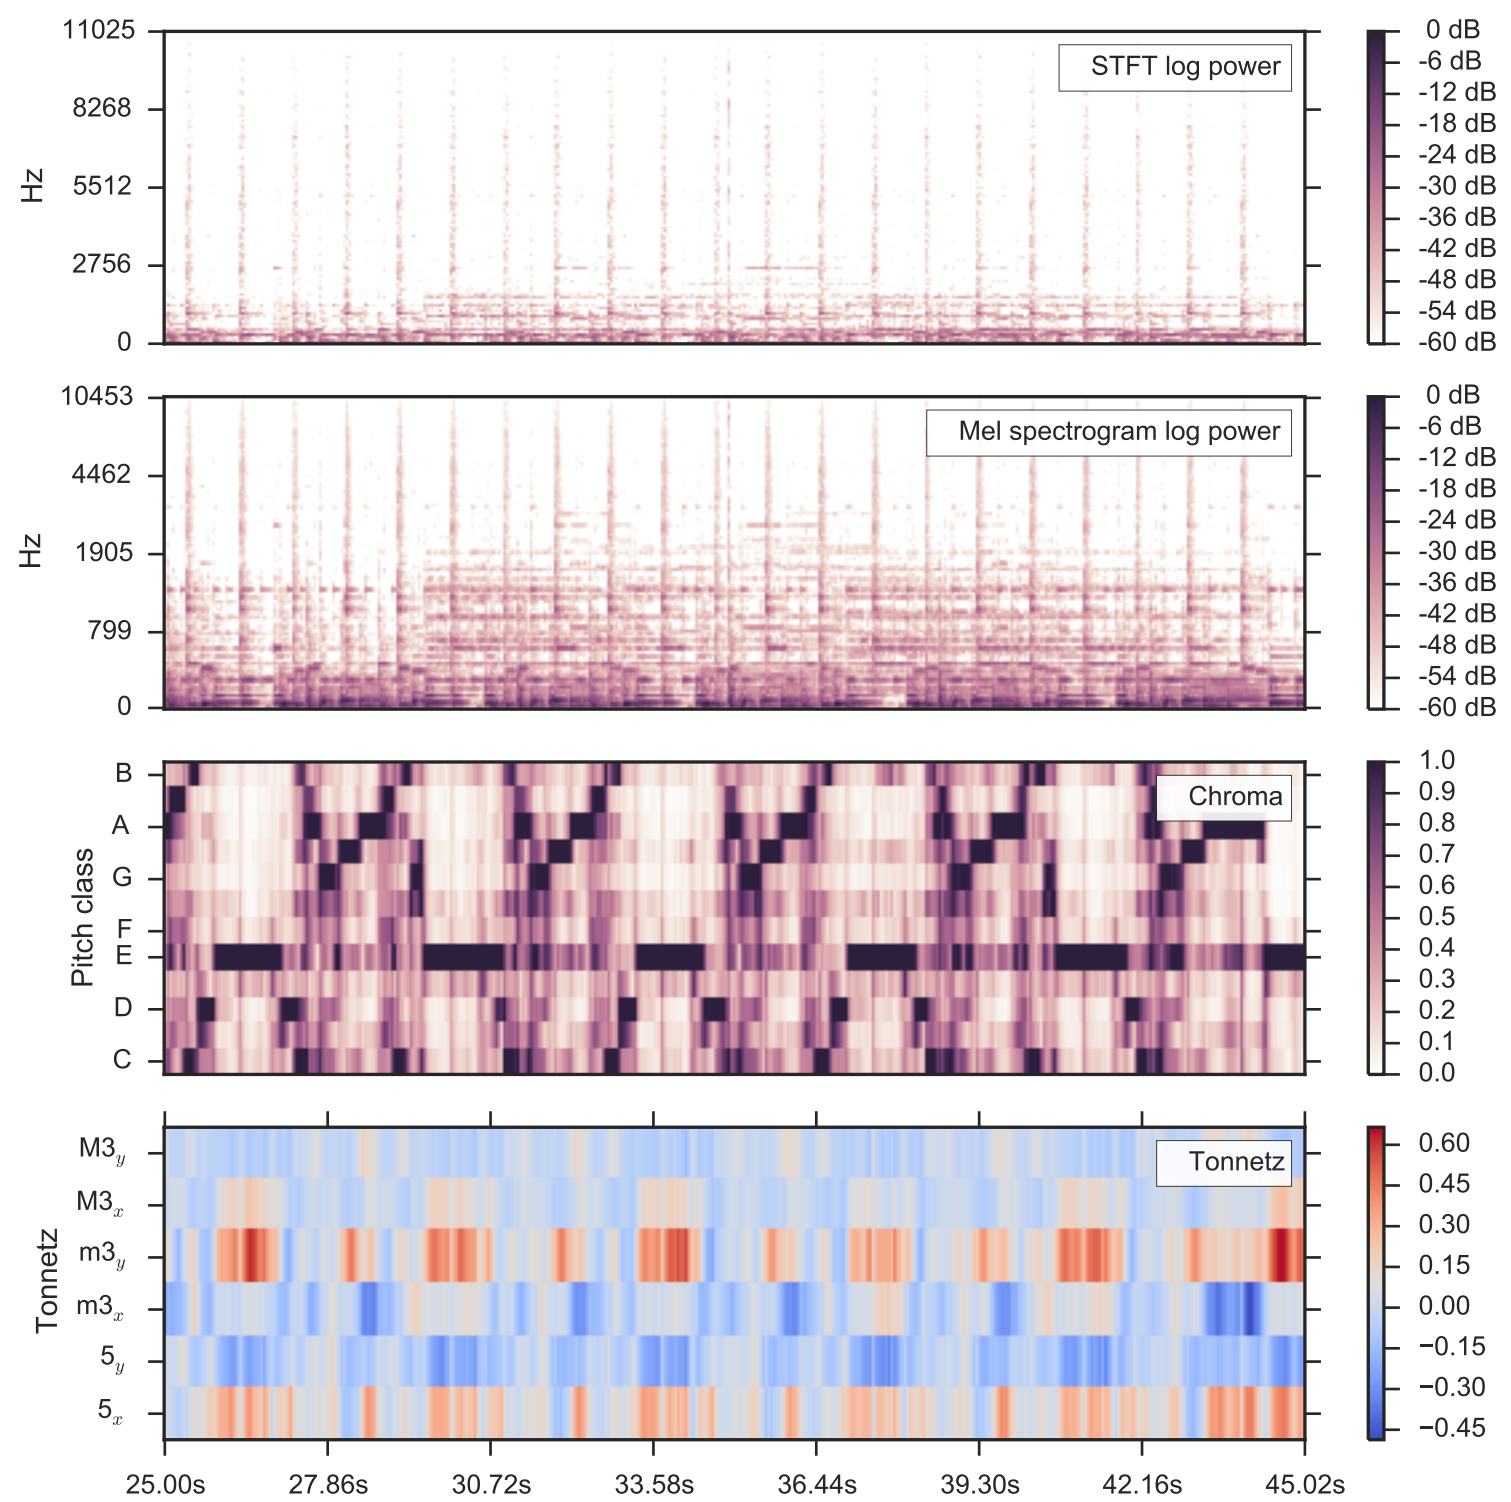 11025
8268
5512
2756
0
Hz
STFT log power
0 dB
-6 dB
-12 dB
-18 dB
-24 dB
-30 dB
-36 dB
-42 dB
-48 dB
-54 dB
-60 dB
10453
4462
1905
799
0
Hz
Mel spectrogram log power
0 dB
-6 dB
-12 dB
-18 dB
-24 dB
-30 dB
-36 dB
-42 dB
-48 dB
-54 dB
-60 dB
B
A
G
F
E
D
C
Pitch class
Chroma
1.0
0.9
0.8
0.7
0.6
0.5
0.4
0.3
0.2
0.1
0.0
M3y
M3x
m3y
m3x
5y
5x
Tonnetz
Tonnetz
0.60
0.45
0.30
0.15
0.00
−0.15
−0.30
−0.45
25.00s 27.86s 30.72s 33.58s 36.44s 39.30s 42.16s 45.02s